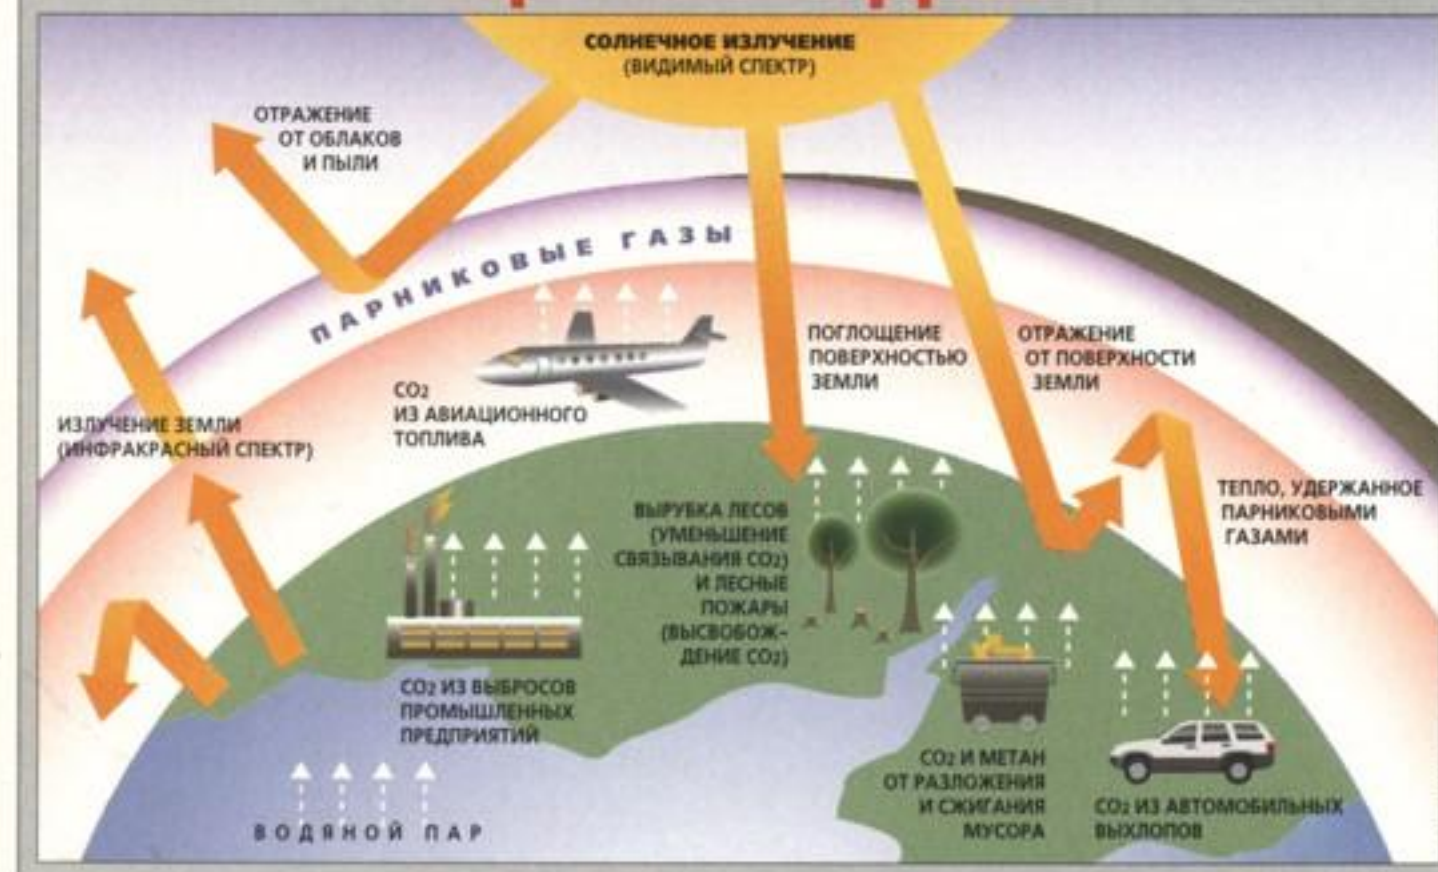 СОЛНЕЧНОЕ ИЗЛУЧЕНИЕ
(ВИДИМЫЙ СПЕКТР)
ОТРАЖЕНИЕ
ОТ ОБЛАКОВ
И ПЫЛИ
ПАРНИКОВЫЕ ГАЗЫ
ПОГЛОЩЕНИЕ
ПОВЕРХНОСТЬЮ
ЗЕМЛИ
ОТРАЖЕНИЕ
ОТ ПОВЕРХНОСТИ
ЗЕМЛИ
CO2
ИЗ АВИАЦИОННОГО
ТОПЛИВА
ИЗЛУЧЕНИЕ ЗЕМЛИ
(ИНФРАКРАСНЫЙ СПЕКТР)
ТЕПЛО, УДЕРЖАННОЕ
ПАРНИКОВЫМИ
ГАЗАМИ
ВЫРУБКА ЛЕСОВ
(УМЕНЬШЕНИЕ
СВЯЗЫВАНИЯ CO2)
И ЛЕСНЫЕ
ПОЖАРЫ
(ВЫСВОБОЖ-
ДЕНИЕ CO2)
CO2 ИЗ ВЫБРОСОВ
ПРОМЫШЛЕННЫХ
ПРЕДПРИЯТИЙ
CO2 И МЕТАН
ОТ РАЗЛОЖЕНИЯ
И СЖИГАНИЯ
МУСОРА
CO2 ИЗ АВТОМОБИЛЬНЫХ
ВЫХЛОПОВ
ВОДЯНОЙ ПАР